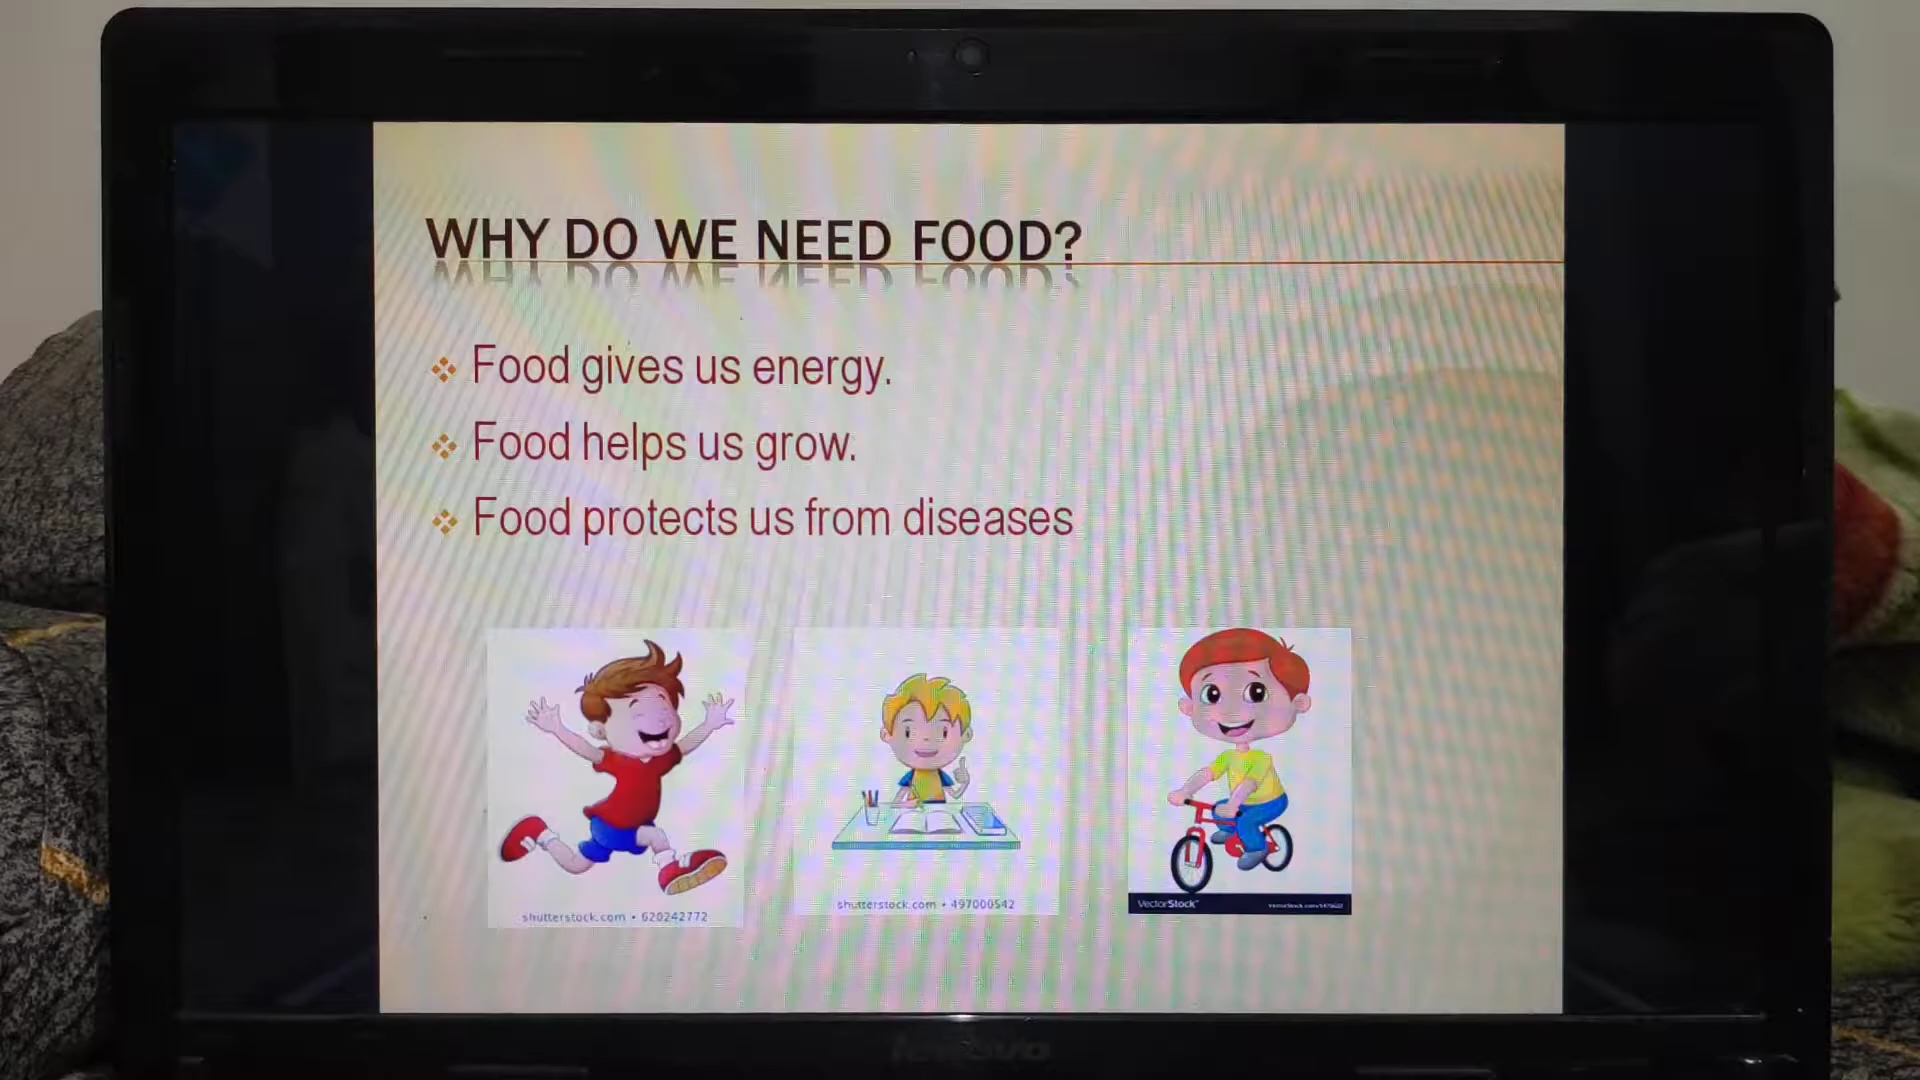 WHY DO WE NEED FOOD?
Food gives us energy.
Food helps us grow.
Food protects us from diseases
shutterstock.com • 620242772
shutterstock.com • 497000542
VectorStock
lenovo